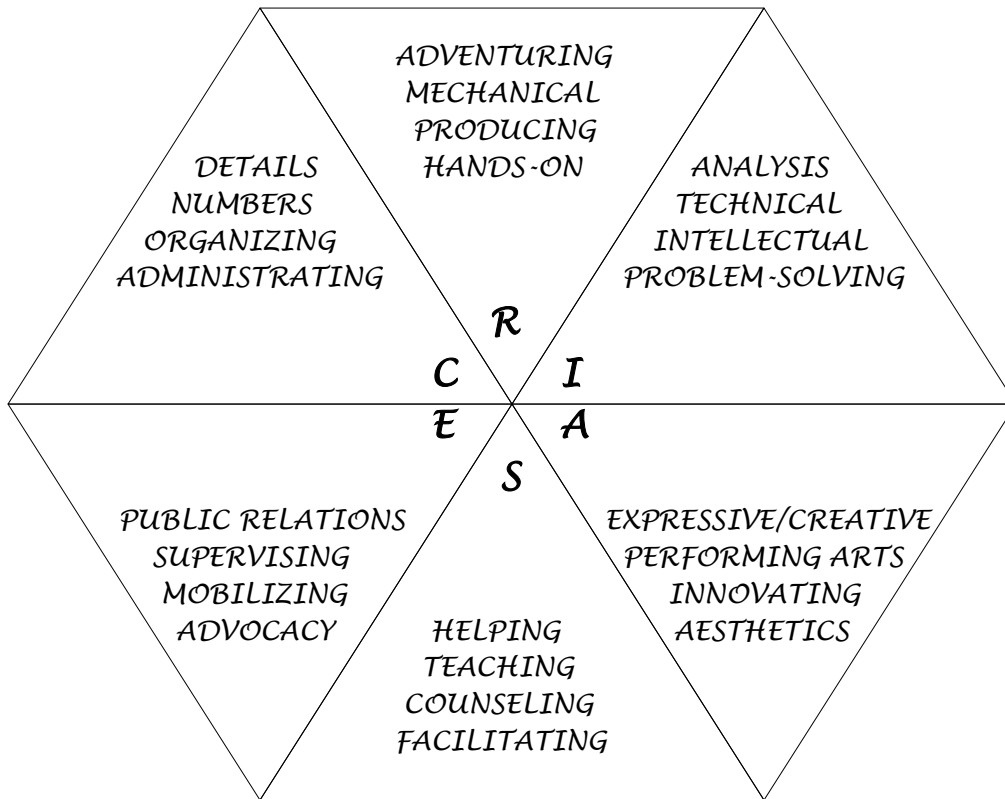 ADVENTURING
MECHANICAL
PRODUCING
HANDS-ON
DETAILS
NUMBERS
ORGANIZING
ADMINISTRATING
ANALYSIS
TECHNICAL
INTELLECTUAL
PROBLEM-SOLVING
R
C
I
E
A
S
PUBLIC RELATIONS
SUPERVISING
MOBILIZING
ADVOCACY
EXPRESSIVE/CREATIVE
PERFORMING ARTS
INNOVATING
AESTHETICS
HELPING
TEACHING
COUNSELING
FACILITATING